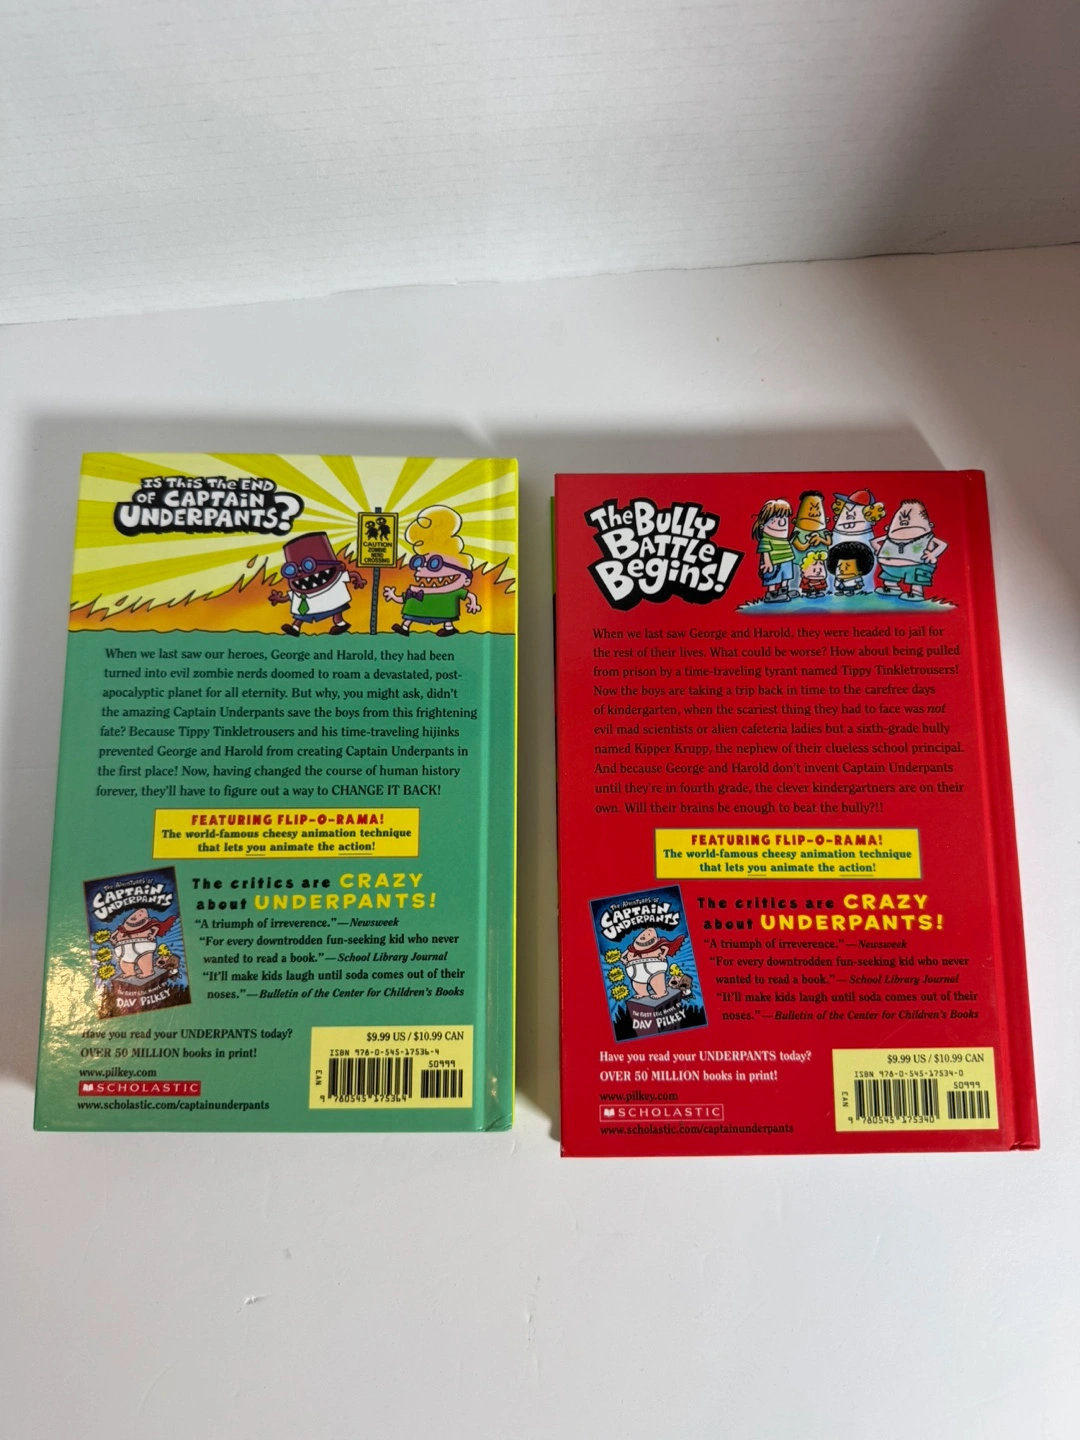 IS THIS THE END
OF CAPTAIN
UNDERPANTS?
CAUTION
ZOMBIE
NERD
CROSSING
When we last saw our heroes, George and Harold, they had been
turned into evil zombie nerds doomed to roam a devastated, post-
apocalyptic planet for all eternity. But why, you might ask, didn't
the amazing Captain Underpants save the boys from this frightening
fate? Because Tippy Tinkletrousers and his time-traveling hijinks
prevented George and Harold from creating Captain Underpants in
the first place! Now, having changed the course of human history
forever, they'll have to figure out a way to CHANGE IT BACK!
FEATURING FLIP-O-RAMA!
The world-famous cheesy animation technique
that lets you animate the action!
The Adventures of
CAPTAIN
UNDERPANTS
DAV PILKEY
The critics are CRAZY
about UNDERPANTS!
"A triumph of irreverence."—Newsweek
"For every downtrodden fun-seeking kid who never
wanted to read a book."—School Library Journal
"It'll make kids laugh until soda comes out of their
noses."—Bulletin of the Center for Children's Books
Have you read your UNDERPANTS today?
OVER 50 MILLION books in print!
www.pilkey.com
SCHOLASTIC
www.scholastic.com/captainunderpants
$9.99 US / $10.99 CAN
ISBN 978-0-545-17536-4
50999
EAN
9 780545 175364
The BULLY
BATTLE
Begins!
When we last saw George and Harold, they were headed to jail for
the rest of their lives. What could be worse? How about being pulled
from prison by a time-traveling tyrant named Tippy Tinkletrousers!
Now the boys are taking a trip back in time to the carefree days
of kindergarten, when the scariest thing they had to face was not
evil mad scientists or alien cafeteria ladies but a sixth-grade bully
named Kipper Krupp, the nephew of their clueless school principal.
And because George and Harold don't invent Captain Underpants
until they're in fourth grade, the clever kindergartners are on their
own. Will their brains be enough to beat the bully?!!
FEATURING FLIP-O-RAMA!
The world-famous cheesy animation technique
that lets you animate the action!
The Adventures of
CAPTAIN
UNDERPANTS
The FIRST EPIC NOVEL by
DAV PILKEY
The critics are CRAZY
about UNDERPANTS!
"A triumph of irreverence."—Newsweek
"For every downtrodden fun-seeking kid who never
wanted to read a book."—School Library Journal
"It'll make kids laugh until soda comes out of their
noses."—Bulletin of the Center for Children's Books
Have you read your UNDERPANTS today?
OVER 50 MILLION books in print!
www.pilkey.com
SCHOLASTIC
www.scholastic.com/captainunderpants
$9.99 US / $10.99 CAN
ISBN 978-0-545-17534-0
50999
EAN
9 780545 175340